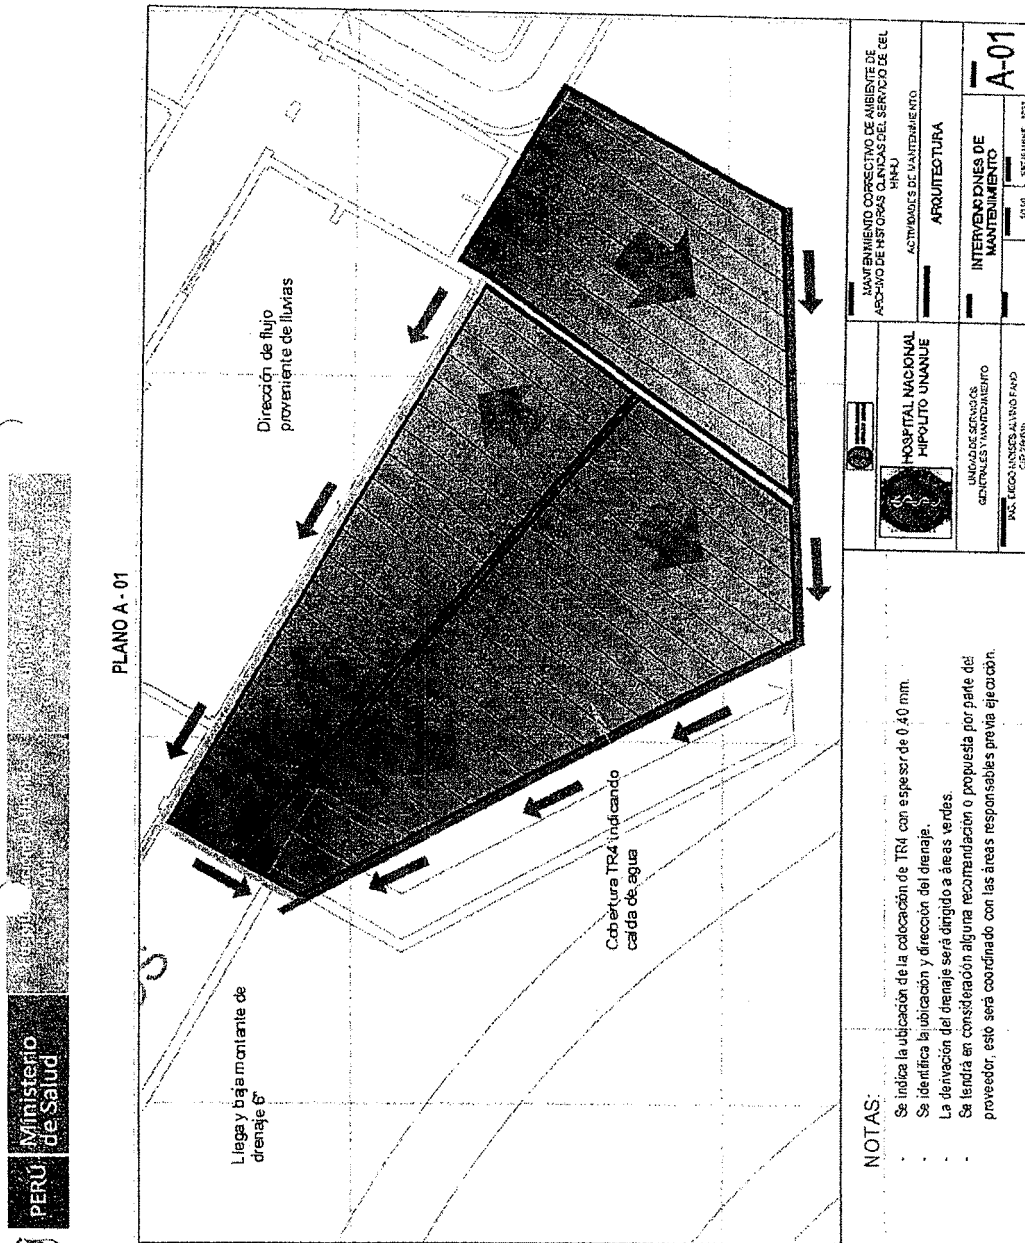 PERÚ
Ministerio
de Salud
PLANO A - 01
Dirección de flujo
proveniente de lluvias
Llega y baja montante de
drenaje 6"
Cobertura TR4 indicando
caída de agua
NOTAS:
- Se indica la ubicación de la colocación de TR4 con espesor de 0.40 mm.
- Se identifica la ubicación y dirección del drenaje.
- La derivación del drenaje será dirigido a áreas verdes.
- Se tendrá en consideración alguna recomendación o propuesta por parte del
proveedor, esto será coordinado con las áreas responsables previa ejecución.
HOSPITAL NACIONAL
HIPOLITO UNANUE
UNIDAD DE SERVICIOS
GENERALES Y MANTENIMIENTO
MANTENIMIENTO CORRECTIVO DE AMBIENTE DE
ARCHIVO DE HISTORIAS CLINICAS DEL SERVICIO DE DEL
HNHU
ACTIVIDADES DE MANTENIMIENTO
ARQUITECTURA
INTERVENCIONES DE
MANTENIMIENTO
A-01